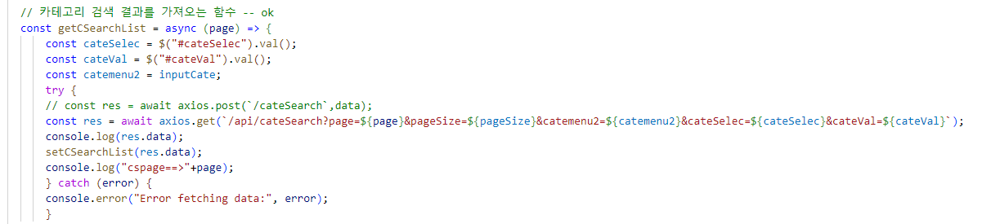 // 카테고리 검색 결과를 가져오는 함수 -- ok
const getCSearchList = async (page) => {
const cateSelec = $("#cateSelec").val();
const cateVal = $("#cateVal").val();
const catemenu2 = inputCate;
try {
// const res = await axios.post(`/cateSearch`,data);
const res = await axios.get(`/api/cateSearch?page=${page}&pageSize=${pageSize}&catemenu2=${catemenu2}&cateSelec=${cateSelec}&cateVal=${cateVal}`);
console.log(res.data);
setCSearchList(res.data);
console.log("cspage==>"+page);
} catch (error) {
console.error("Error fetching data:", error);
}